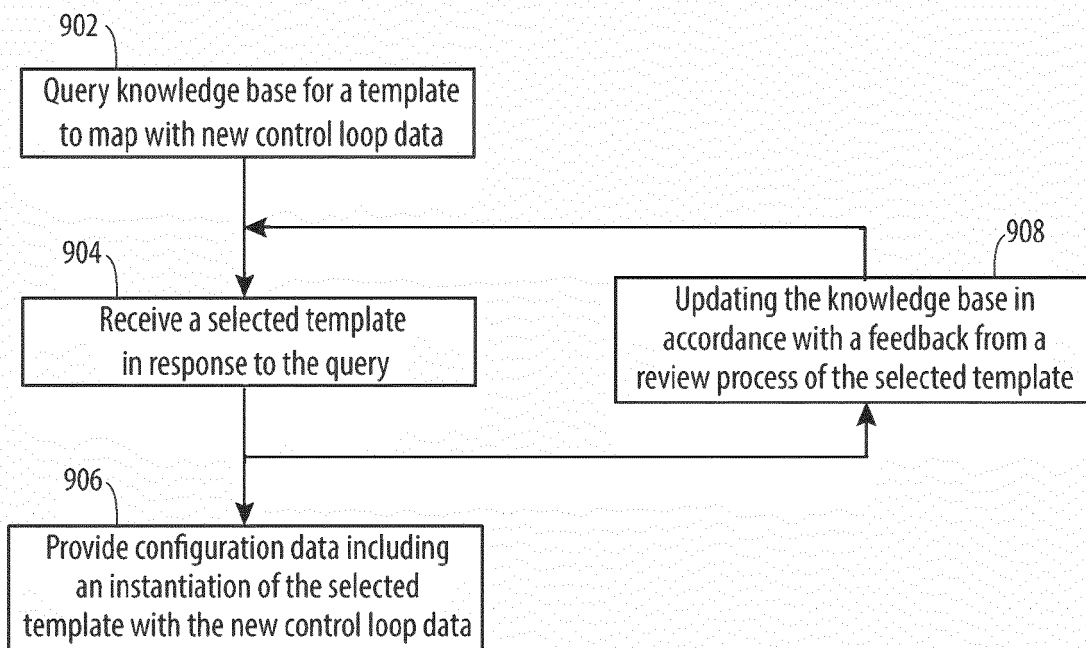 902
Query knowledge base for a template
to map with new control loop data
904
Receive a selected template
in response to the query
908
Updating the knowledge base in
accordance with a feedback from a
review process of the selected template
906
Provide configuration data including
an instantiation of the selected
template with the new control loop data